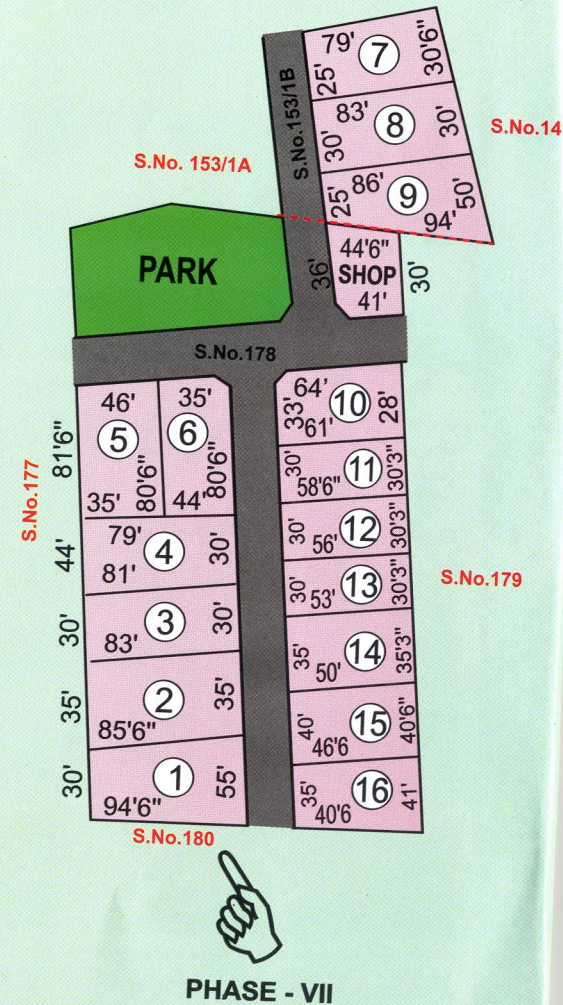 79' 7 30'6"
25'
S.No.153/1B
83' 8 30'
30'
S.No.14
S.No. 153/1A
86' 9 50'
25'
94'
44'6"
SHOP
41'
30'
36'
PARK
S.No.178
46'
5
81'6"
80'6"
35'
35'
6
80'6"
44'
64'
33' 10 28'
61'
30' 11 30'3"
58'6"
S.No.177
79'
44' 4 30'
81'
30' 12 30'3"
56'
30' 13 30'3"
53'
S.No.179
30' 3 30'
83'
35' 14 35'3"
50'
35' 2 35'
85'6"
40' 15 40'6"
46'6
30' 1 55'
94'6"
35' 16 41'
40'6
S.No.180
PHASE - VII